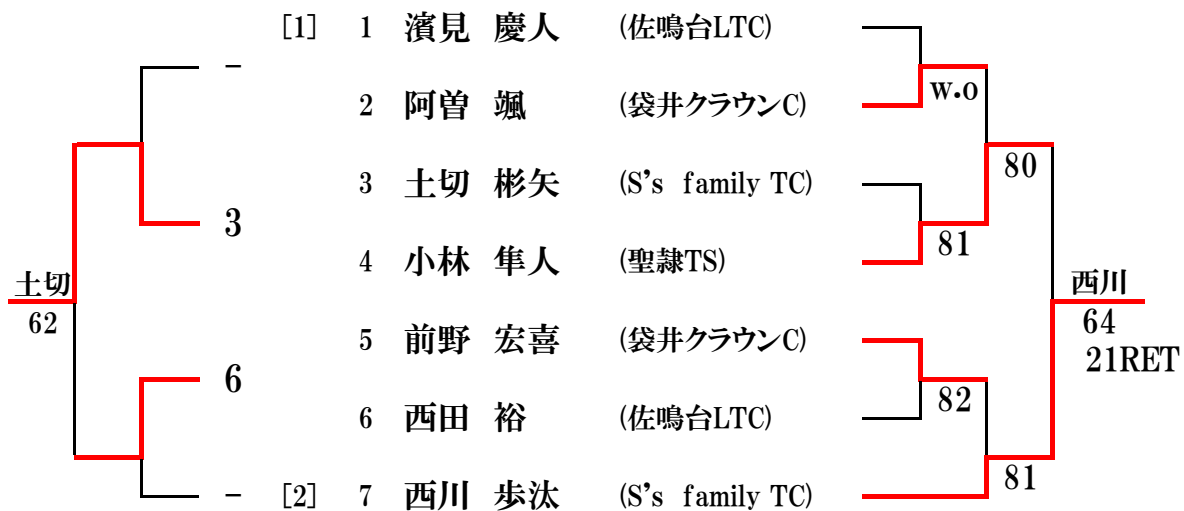 [1] 1 濱見 慶人 (佐鳴台LTC)
-
2 阿曽 颯 (袋井クラウンC) w.o
3 土切 彬矢 (S's family TC) 80
3 81
4 小林 隼人 (聖隷TS)
土切 西川
62 64
5 前野 宏喜 (袋井クラウンC) 21RET
6 82
6 西田 裕 (佐鳴台LTC)
81
- [2] 7 西川 歩汰 (S's family TC)